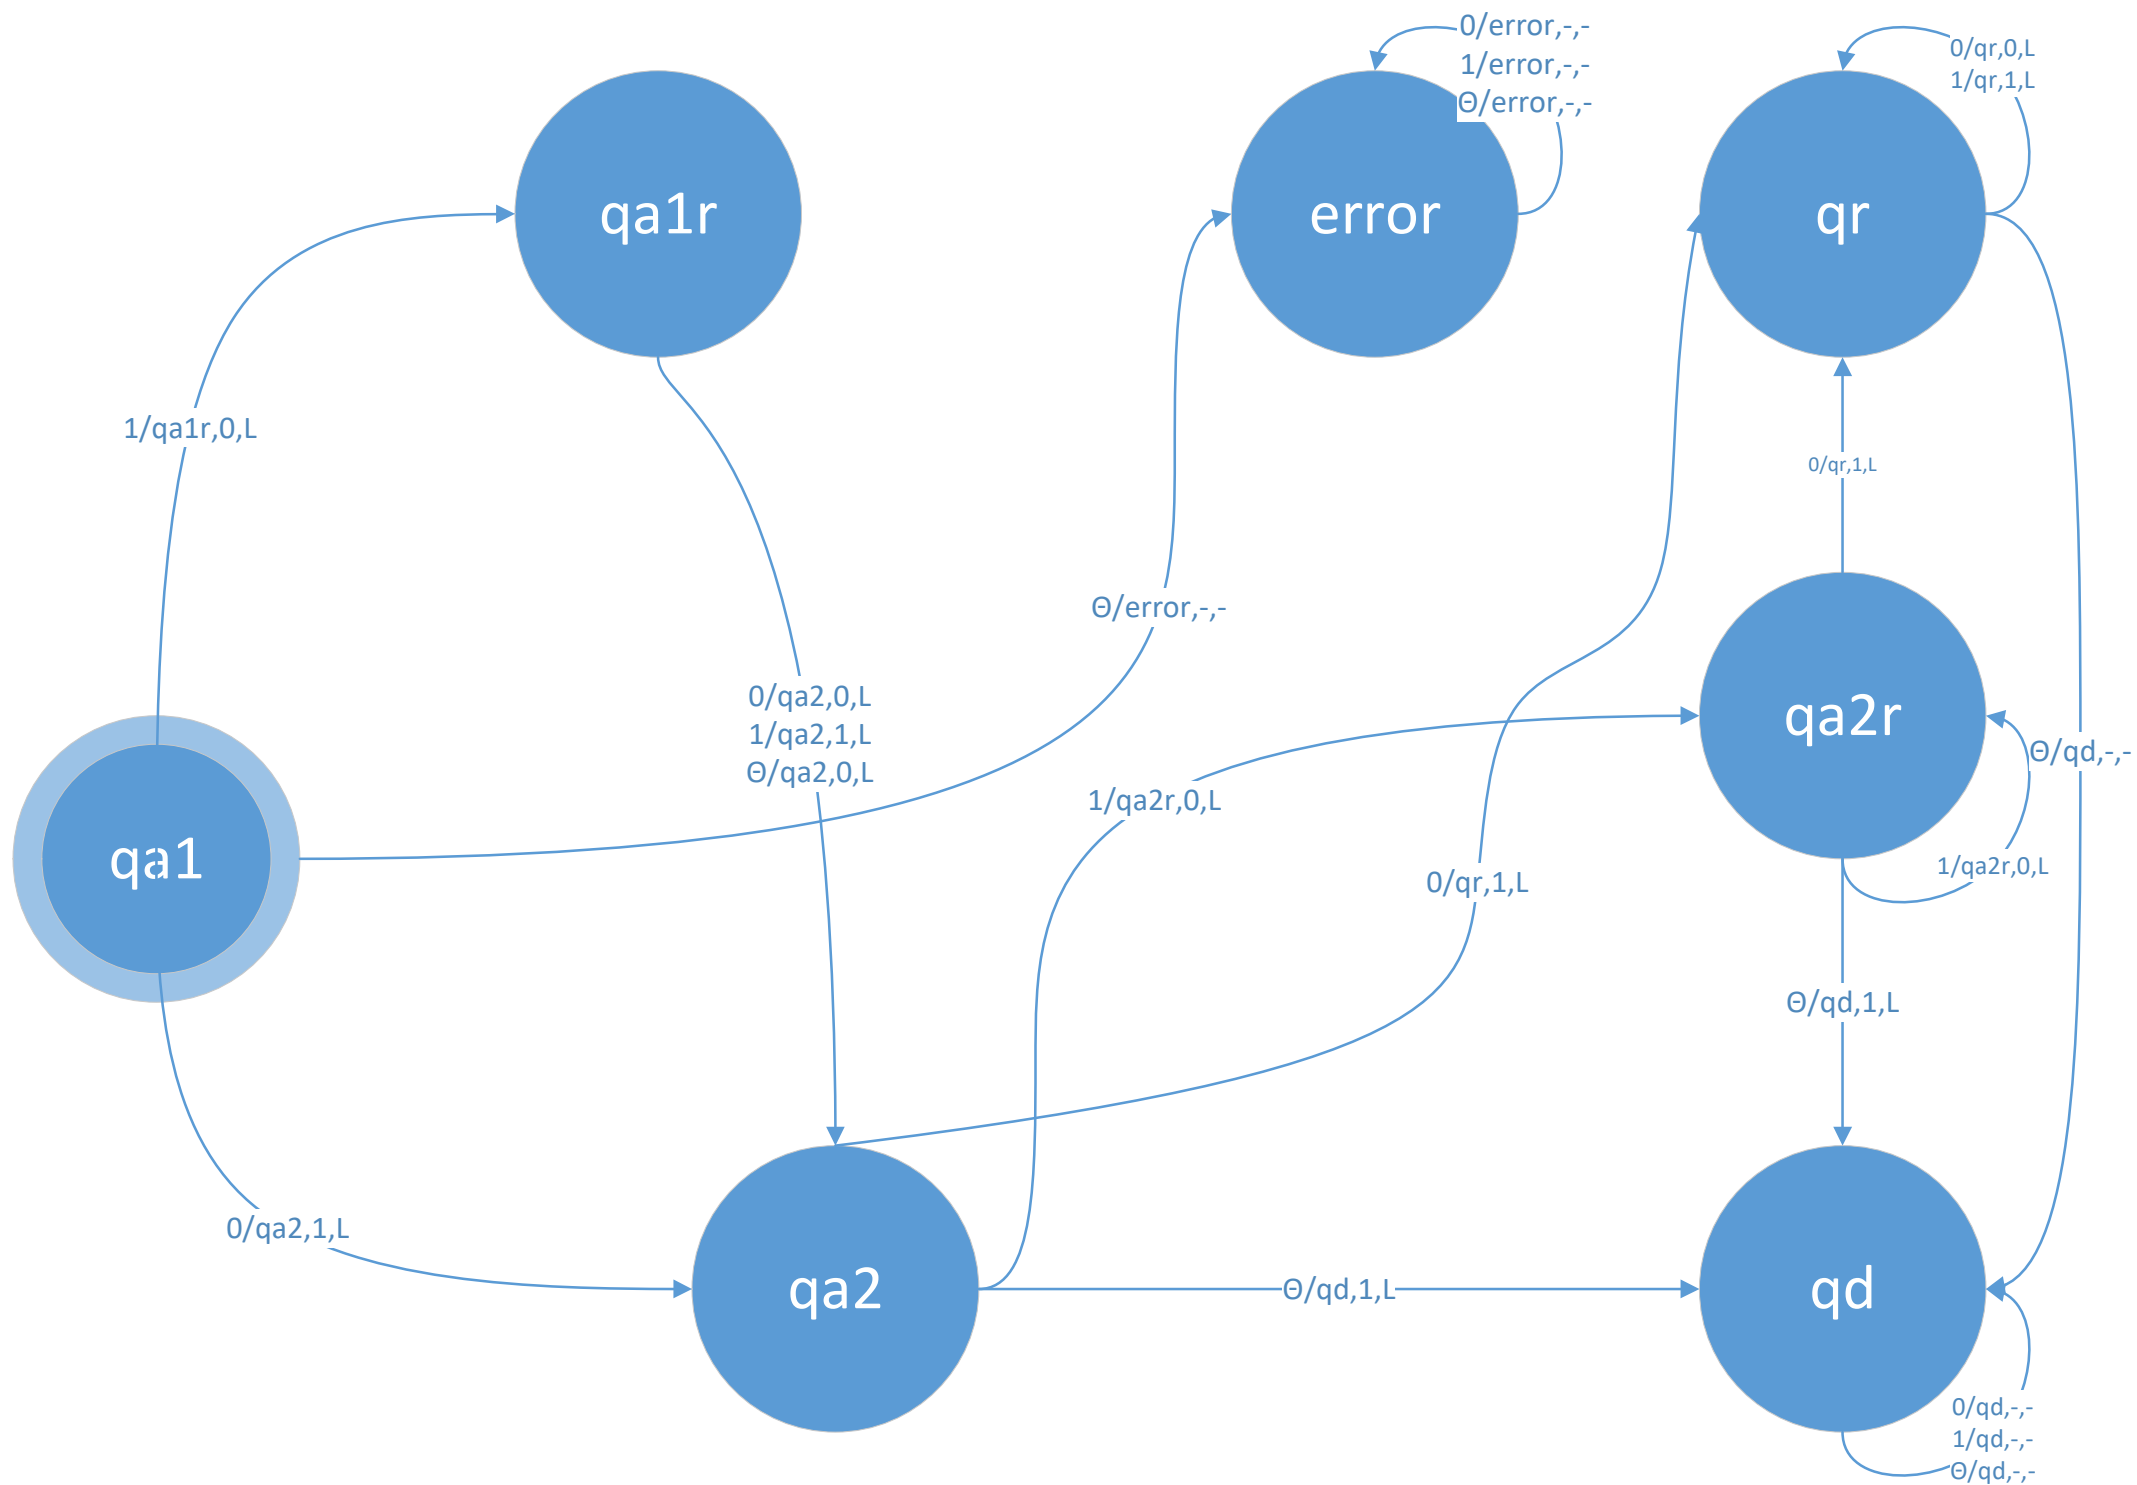 0/error,-,-
1/error,-,-
Θ/error,-,-
0/qr,0,L
1/qr,1,L
qa1r
error
qr
1/qa1r,0,L
0/qr,1,L
Θ/error,-,-
0/qa2,0,L
1/qa2,1,L
Θ/qa2,0,L
qa2r
Θ/qd,-,-
1/qa2r,0,L
qa1
0/qr,1,L
1/qa2r,0,L
Θ/qd,1,L
0/qa2,1,L
qa2
Θ/qd,1,L
qd
0/qd,-,-
1/qd,-,-
Θ/qd,-,-